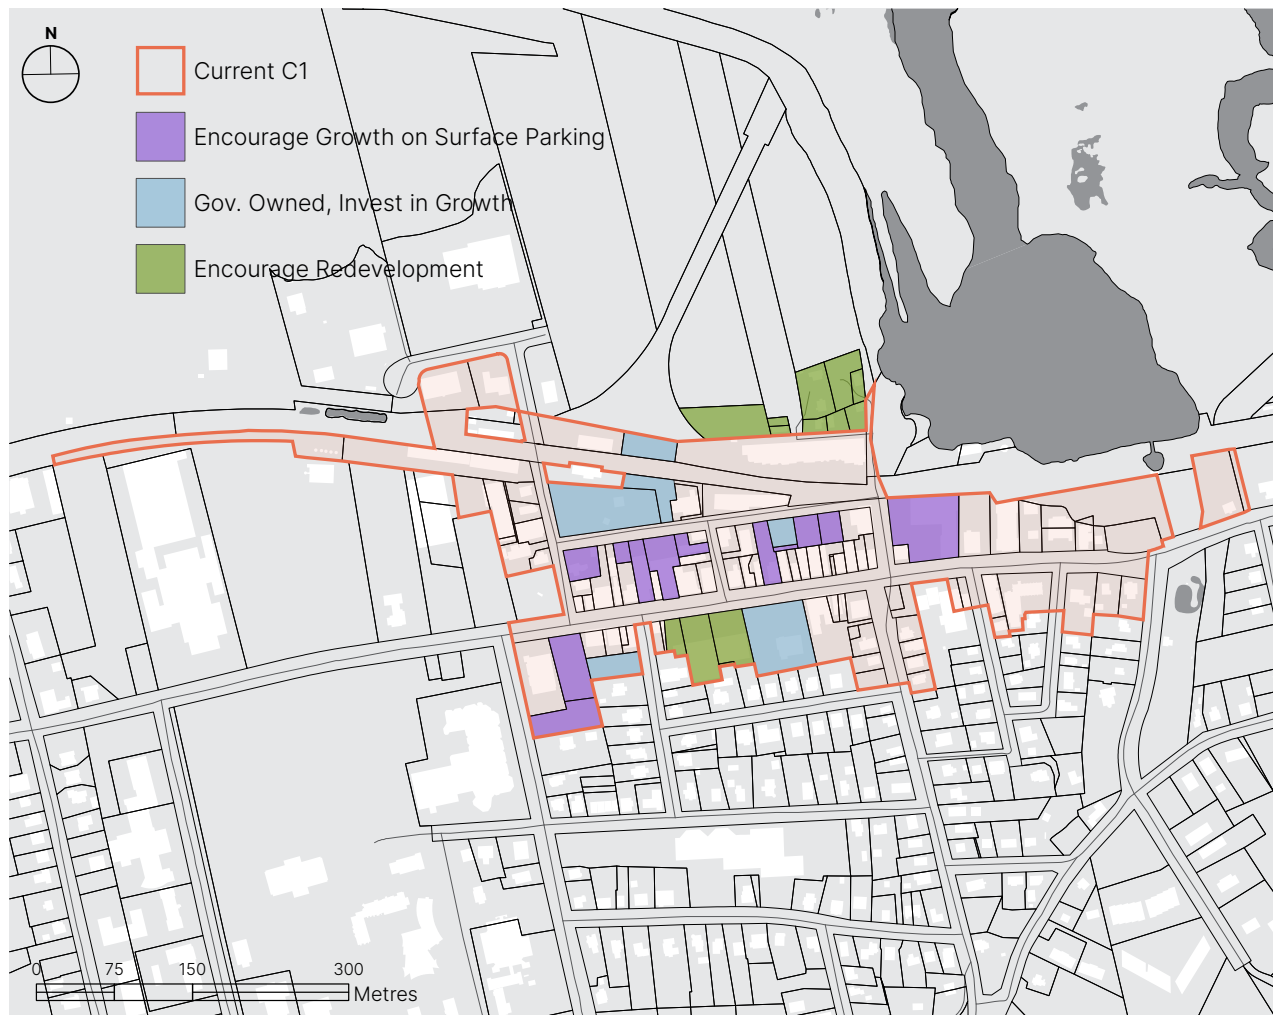 N
Current C1
Encourage Growth on Surface Parking
Gov. Owned, Invest in Growth
Encourage Redevelopment
0 75 150 300
Metres